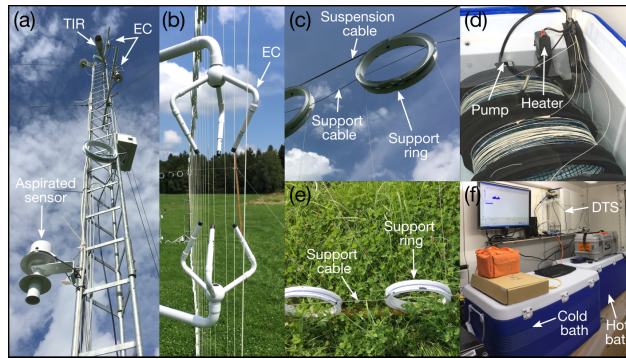 (a)
TIR
EC
Aspirated
sensor
(b)
EC
(c)
Suspension
cable
Support
cable
Support
ring
(d)
Pump
Heater
(e)
Support
cable
Support
ring
(f)
DTS
Cold
bath
Hot
bath